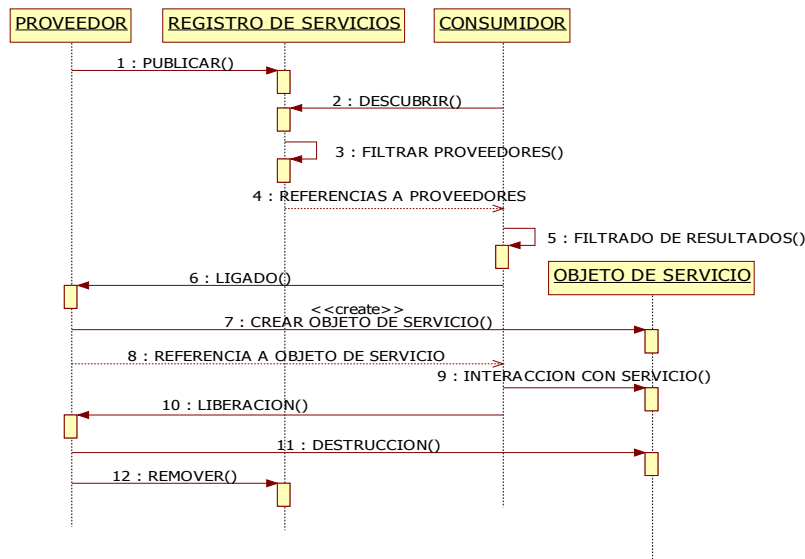 PROVEEDOR
REGISTRO DE SERVICIOS
CONSUMIDOR
1 : PUBLICAR()
2 : DESCUBRIR()
3 : FILTRAR PROVEEDORES()
4 : REFERENCIAS A PROVEEDORES
5 : FILTRADO DE RESULTADOS()
OBJETO DE SERVICIO
6 : LIGADO()
<<create>>
7 : CREAR OBJETO DE SERVICIO()
8 : REFERENCIA A OBJETO DE SERVICIO
9 : INTERACCION CON SERVICIO()
10 : LIBERACION()
11 : DESTRUCCION()
12 : REMOVER()